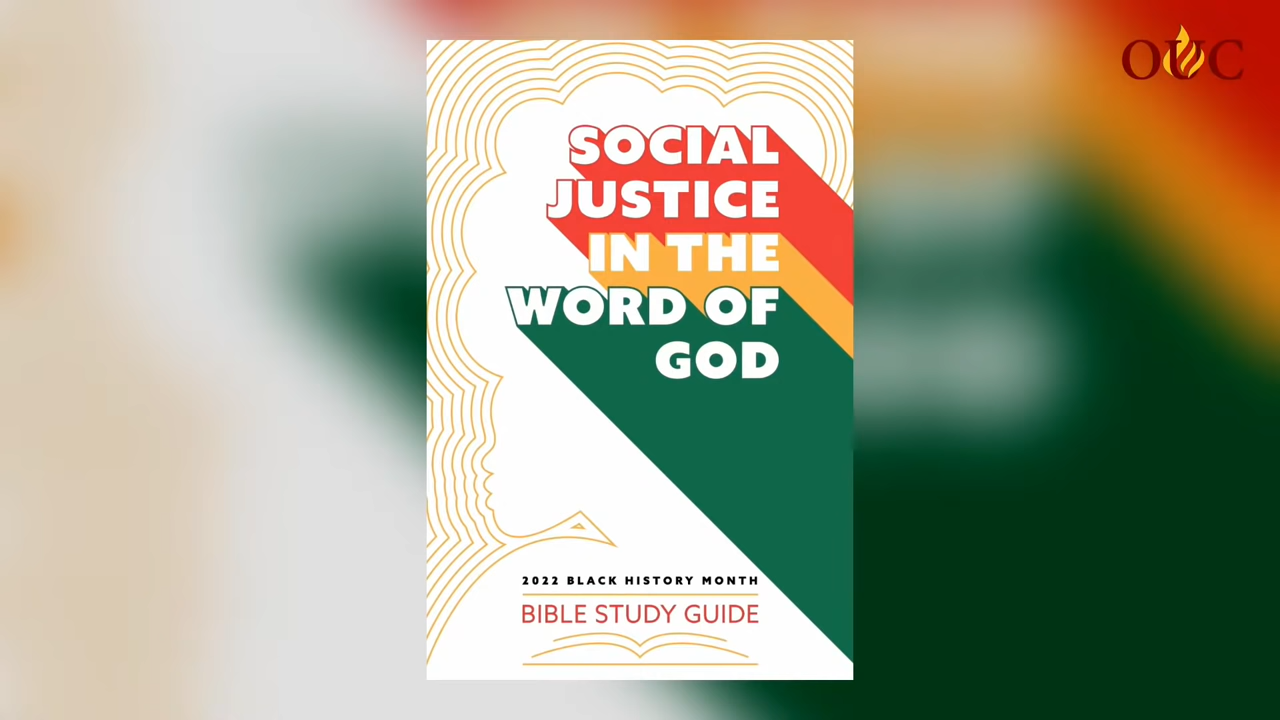 OUC
SOCIAL
JUSTICE
IN THE
WORD OF
GOD
2022 BLACK HISTORY MONTH
BIBLE STUDY GUIDE